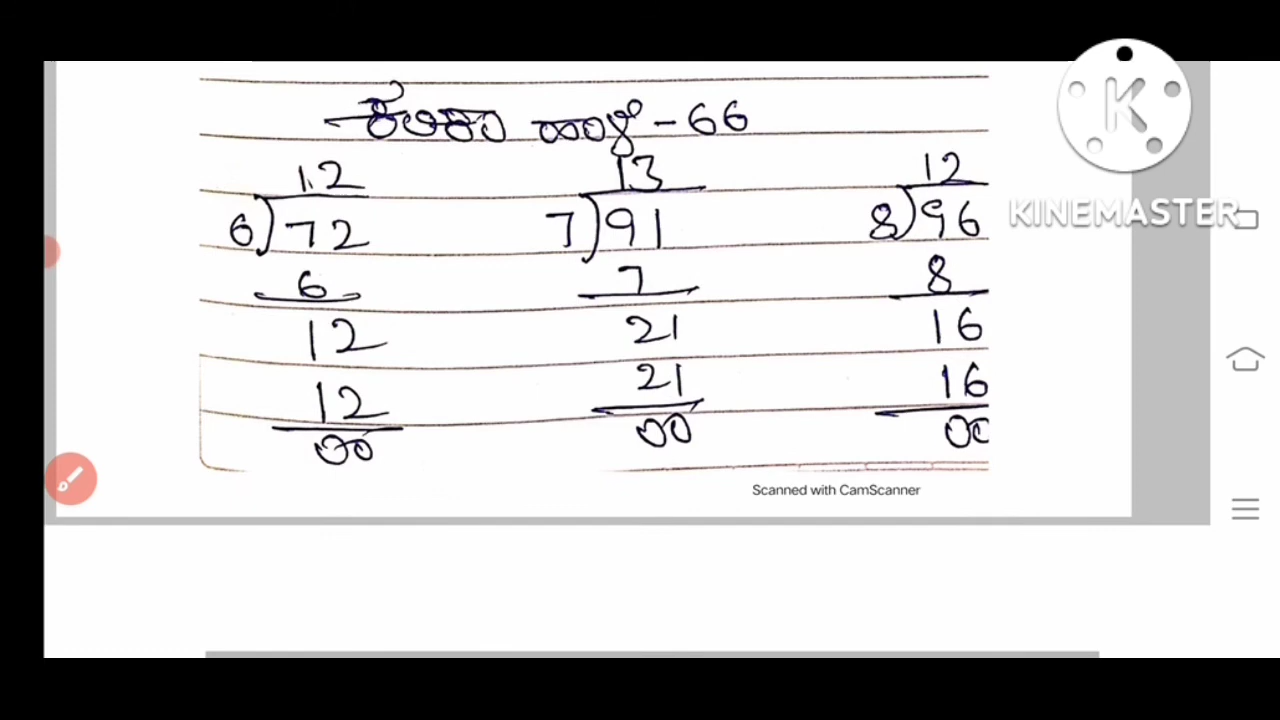 - 66
12 13 12
6)72 7)91 8)96
6 7 8
12 21 16
12 21 16
00 00 00
Scanned with CamScanner
KINEMASTER